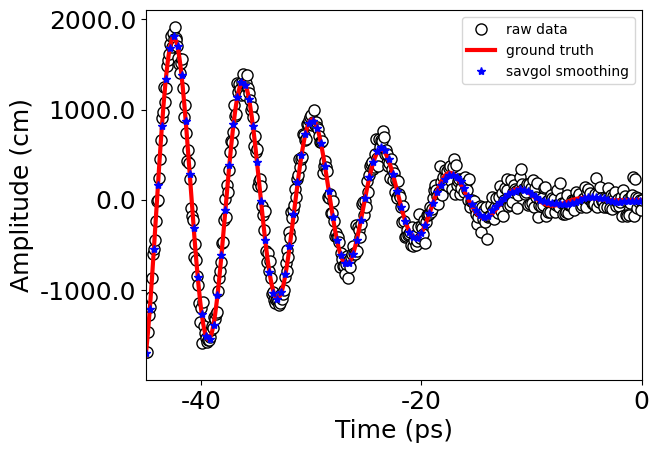 2000.0
1000.0
0.0
-1000.0
Amplitude (cm)
raw data
ground truth
savgol smoothing
-40
-20
0
Time (ps)